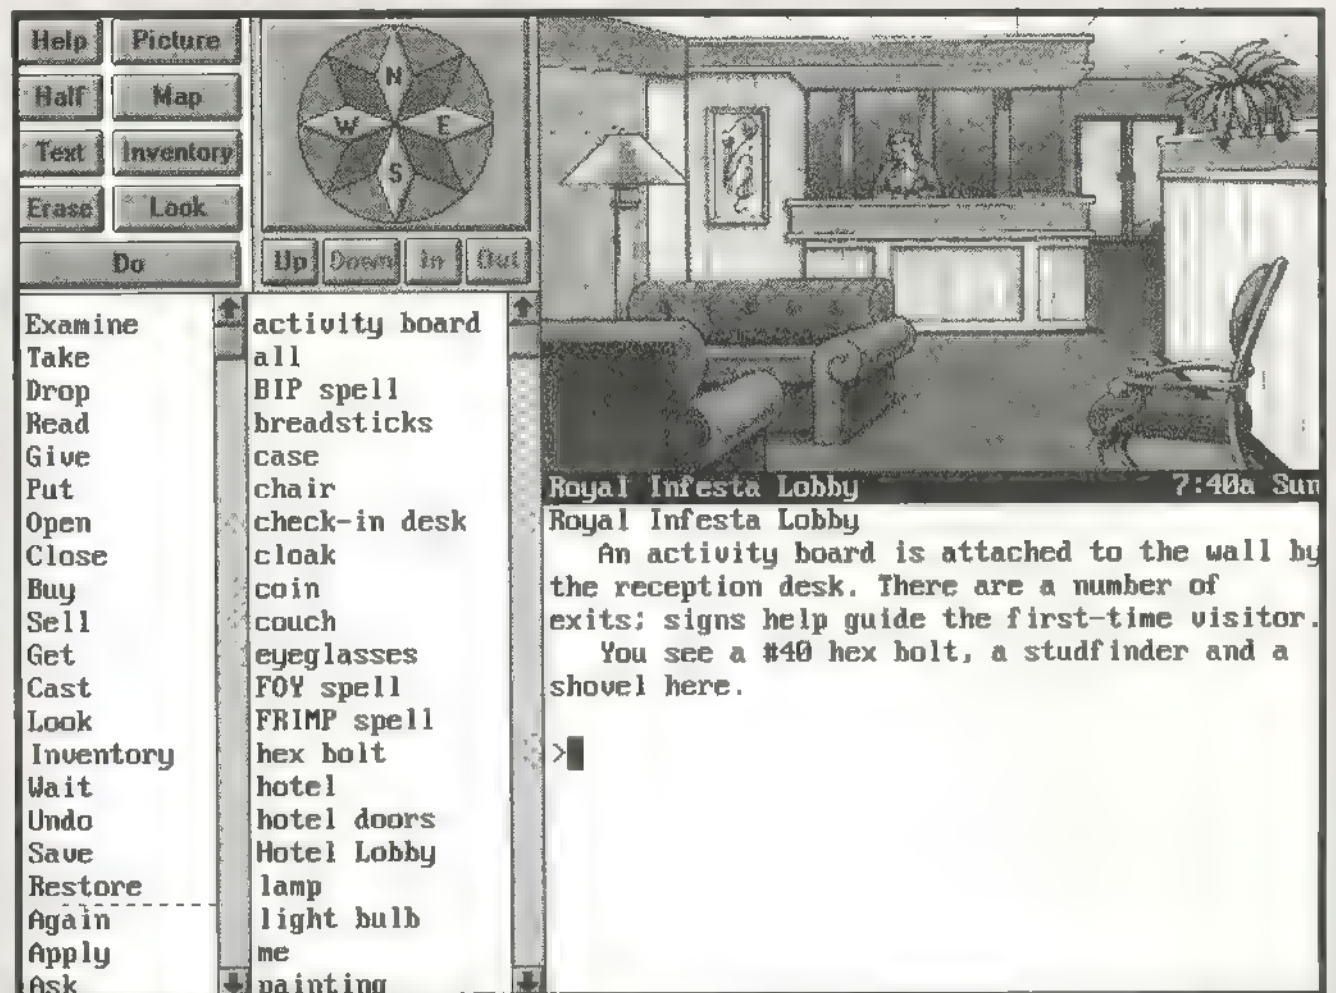 Help Picture
Half Map
Text Inventory
Erase Look
Do
N
W E
S
Up Down In Out
Examine
Take
Drop
Read
Give
Put
Open
Close
Buy
Sell
Get
Cast
Look
Inventory
Wait
Undo
Save
Restore
Again
Apply
Ask
activity board
all
BIP spell
breadsticks
case
chair
check-in desk
cloak
coin
couch
eyeglasses
FOY spell
FRIMP spell
hex bolt
hotel
hotel doors
Hotel Lobby
lamp
light bulb
me
painting
Royal Infesta Lobby 7:40a Sun
Royal Infesta Lobby
An activity board is attached to the wall by
the reception desk. There are a number of
exits; signs help guide the first-time visitor.
You see a #40 hex bolt, a studfinder and a
shovel here.
>